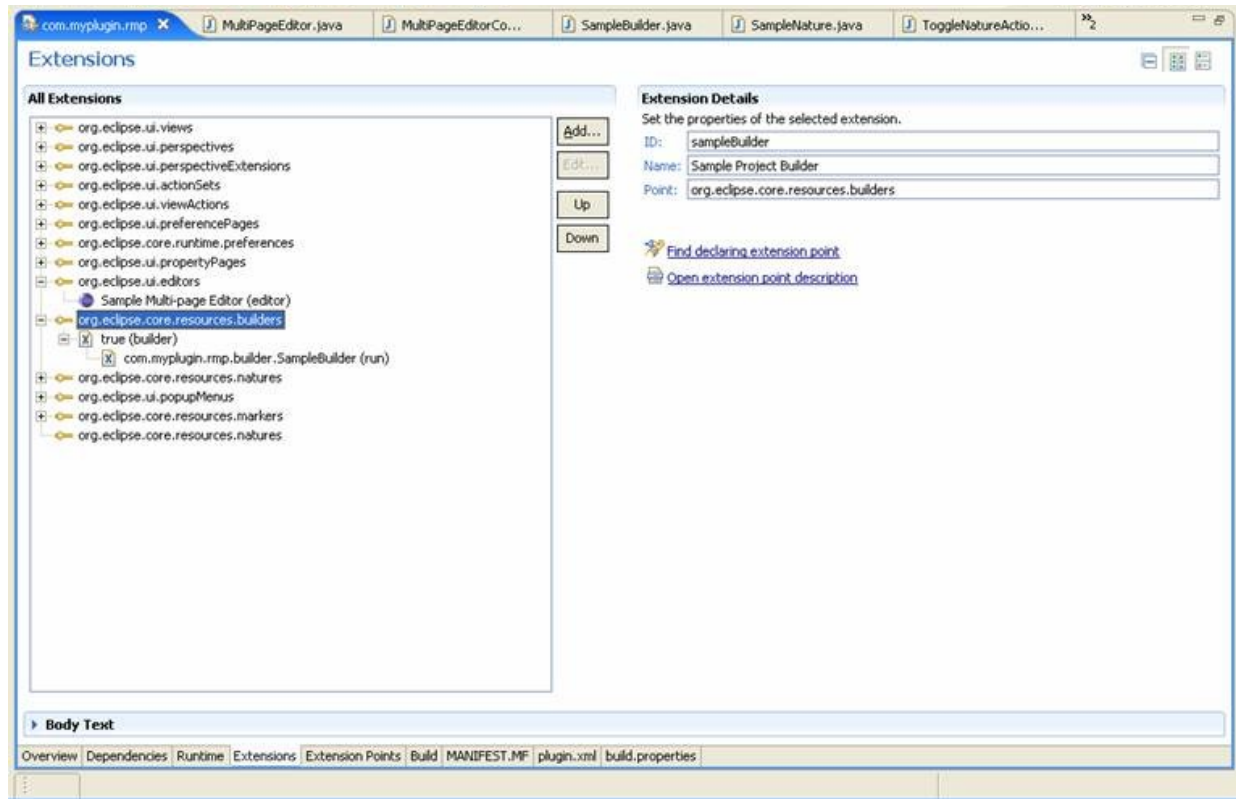 com.myplugin.rmp MultiPageEditor.java MultiPageEditorCo... SampleBuilder.java SampleNature.java ToggleNatureActio... »2
Extensions
All Extensions
org.eclipse.ui.views
org.eclipse.ui.perspectives
org.eclipse.ui.perspectiveExtensions
org.eclipse.ui.actionSets
org.eclipse.ui.viewActions
org.eclipse.ui.preferencePages
org.eclipse.core.runtime.preferences
org.eclipse.ui.propertyPages
org.eclipse.ui.editors
Sample Multi-page Editor (editor)
org.eclipse.core.resources.builders
true (builder)
com.myplugin.rmp.builder.SampleBuilder (run)
org.eclipse.core.resources.natures
org.eclipse.ui.popupMenus
org.eclipse.core.resources.markers
org.eclipse.core.resources.natures
Add...
Edit...
Up
Down
Extension Details
Set the properties of the selected extension.
ID: sampleBuilder
Name: Sample Project Builder
Point: org.eclipse.core.resources.builders
Find declaring extension point
Open extension point description
Body Text
Overview Dependencies Runtime Extensions Extension Points Build MANIFEST.MF plugin.xml build.properties